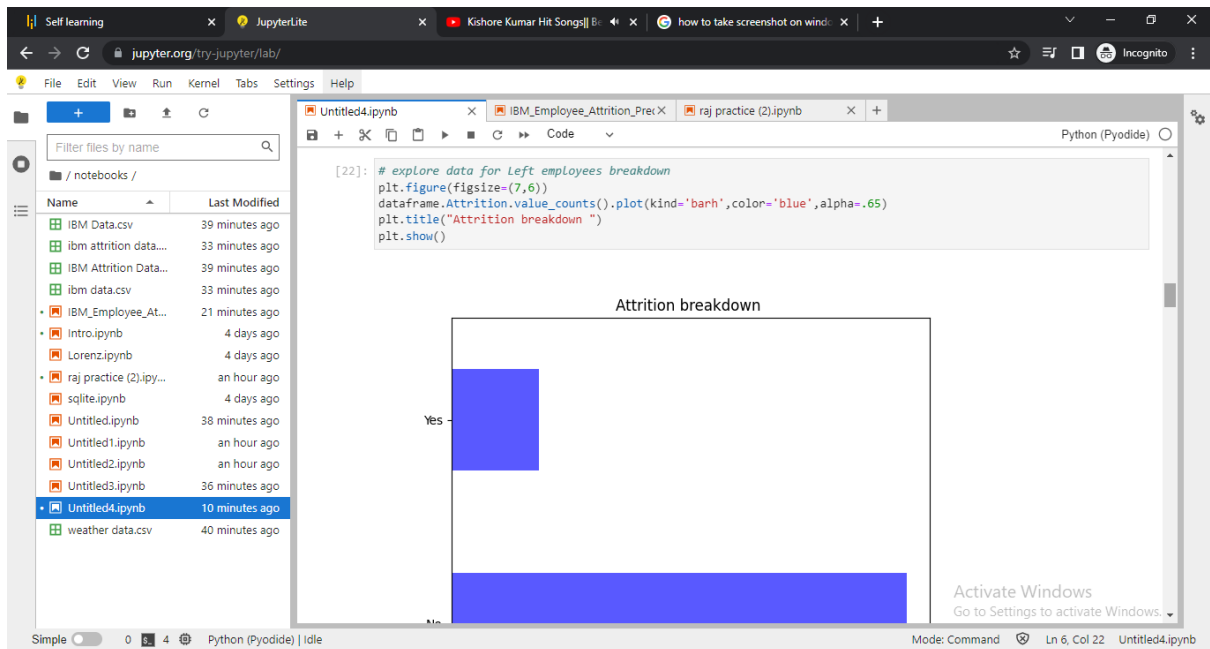 Self learning
JupyterLite
Kishore Kumar Hit Songs|| Be
how to take screenshot on windo
jupyter.org/try-jupyter/lab/
Incognito
File Edit View Run Kernel Tabs Settings Help
Untitled4.ipynb
IBM_Employee_Attrition_Prec
raj practice (2).ipynb
Code
Python (Pyodide)
Filter files by name
/ notebooks /
Name Last Modified
IBM Data.csv 39 minutes ago
ibm attrition data.... 33 minutes ago
IBM Attrition Data... 39 minutes ago
ibm data.csv 33 minutes ago
IBM_Employee_At... 21 minutes ago
Intro.ipynb 4 days ago
Lorenz.ipynb 4 days ago
raj practice (2).ipy... an hour ago
sqlite.ipynb 4 days ago
Untitled.ipynb 38 minutes ago
Untitled1.ipynb an hour ago
Untitled2.ipynb an hour ago
Untitled3.ipynb 36 minutes ago
Untitled4.ipynb 10 minutes ago
weather data.csv 40 minutes ago
[22]: # explore data for Left employees breakdown
plt.figure(figsize=(7,6))
dataframe.Attrition.value_counts().plot(kind='barh',color='blue',alpha=.65)
plt.title("Attrition breakdown ")
plt.show()
Attrition breakdown
Yes
No
Activate Windows
Go to Settings to activate Windows.
Simple 0 4 Python (Pyodide) | Idle
Mode: Command Ln 6, Col 22 Untitled4.ipynb